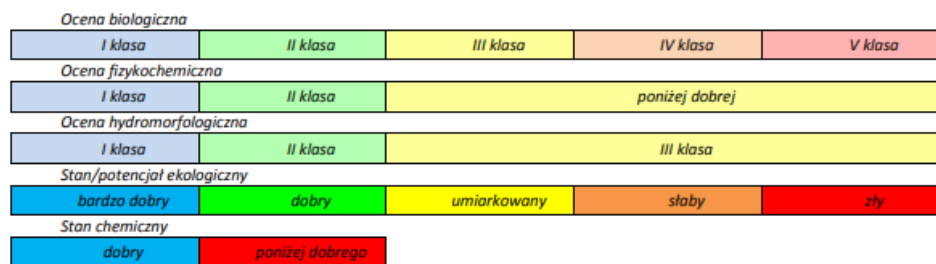 Ocena biologiczna
I klasa II klasa III klasa IV klasa V klasa
Ocena fizykochemiczna
I klasa II klasa poniżej dobrej
Ocena hydromorfologiczna
I klasa II klasa III klasa
Stan/potencjał ekologiczny
bardzo dobry dobry umiarkowany słaby zły
Stan chemiczny
dobry poniżej dobrego